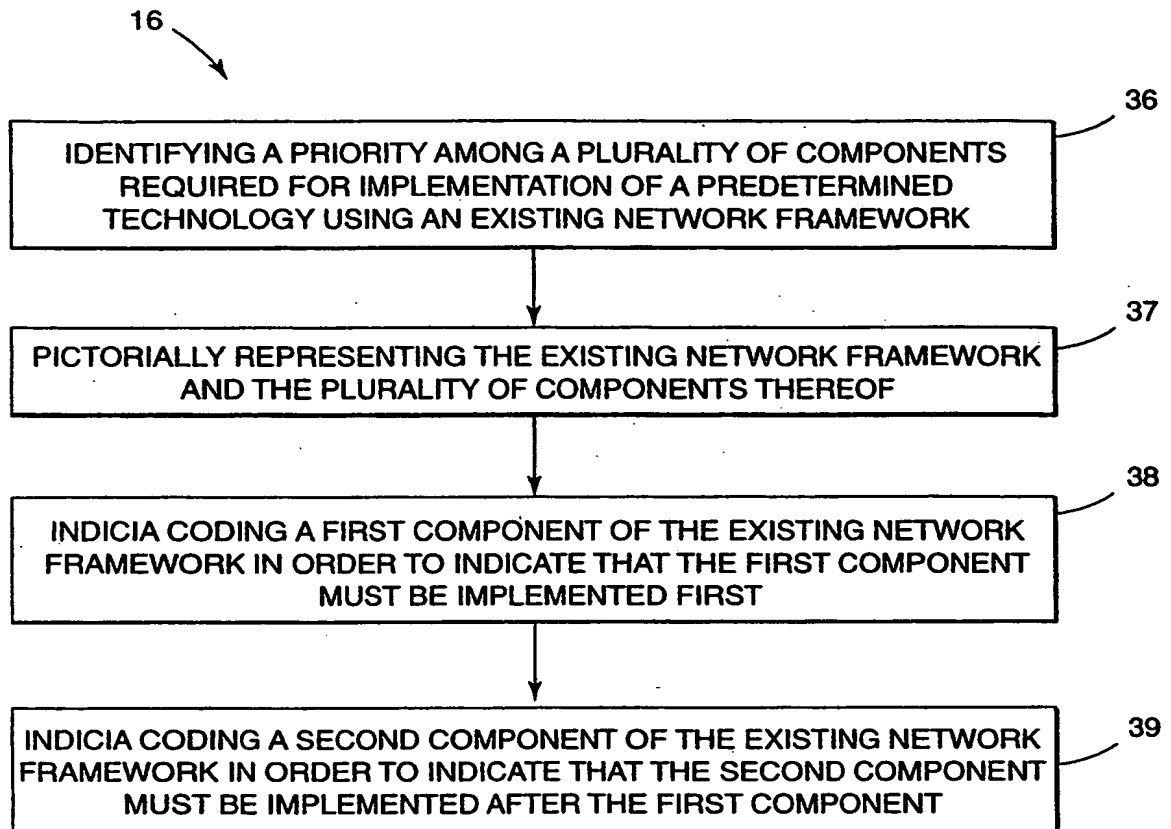 16
36
IDENTIFYING A PRIORITY AMONG A PLURALITY OF COMPONENTS
REQUIRED FOR IMPLEMENTATION OF A PREDETERMINED
TECHNOLOGY USING AN EXISTING NETWORK FRAMEWORK
37
PICTORIALLY REPRESENTING THE EXISTING NETWORK FRAMEWORK
AND THE PLURALITY OF COMPONENTS THEREOF
38
INDICIA CODING A FIRST COMPONENT OF THE EXISTING NETWORK
FRAMEWORK IN ORDER TO INDICATE THAT THE FIRST COMPONENT
MUST BE IMPLEMENTED FIRST
39
INDICIA CODING A SECOND COMPONENT OF THE EXISTING NETWORK
FRAMEWORK IN ORDER TO INDICATE THAT THE SECOND COMPONENT
MUST BE IMPLEMENTED AFTER THE FIRST COMPONENT